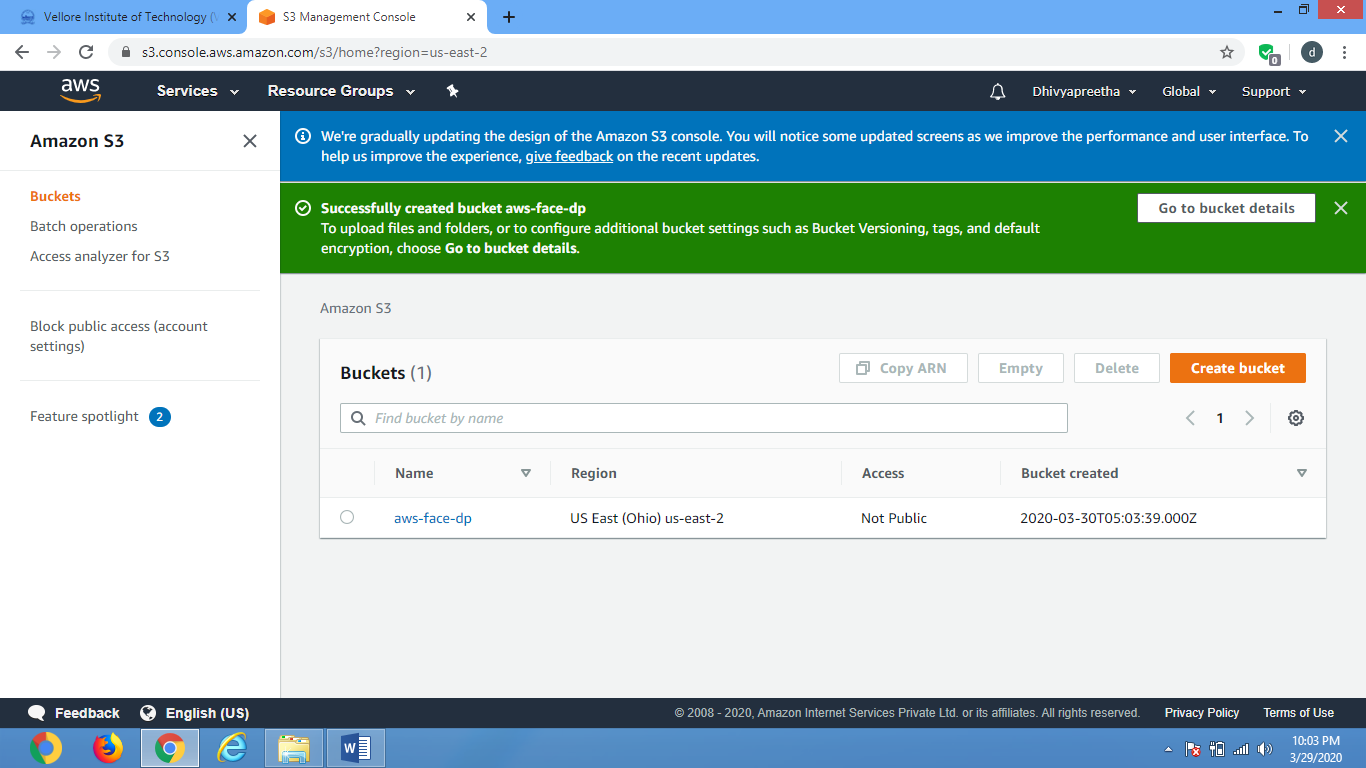 Vellore Institute of Technology (
S3 Management Console
s3.console.aws.amazon.com/s3/home?region=us-east-2
0
d
aws
Services
Resource Groups
Dhivyapreetha
Global
Support
Amazon S3
Buckets
Batch operations
Access analyzer for S3
Block public access (account
settings)
Feature spotlight 2
We're gradually updating the design of the Amazon S3 console. You will notice some updated screens as we improve the performance and user interface. To
help us improve the experience, give feedback on the recent updates.
Successfully created bucket aws-face-dp
To upload files and folders, or to configure additional bucket settings such as Bucket Versioning, tags, and default
encryption, choose Go to bucket details.
Go to bucket details
Amazon S3
Buckets (1)
Copy ARN
Empty
Delete
Create bucket
Find bucket by name
1
Name
Region
Access
Bucket created
aws-face-dp
US East (Ohio) us-east-2
Not Public
2020-03-30T05:03:39.000Z
Feedback
English (US)
© 2008 - 2020, Amazon Internet Services Private Ltd. or its affiliates. All rights reserved.
Privacy Policy
Terms of Use
W
10:03 PM
3/29/2020